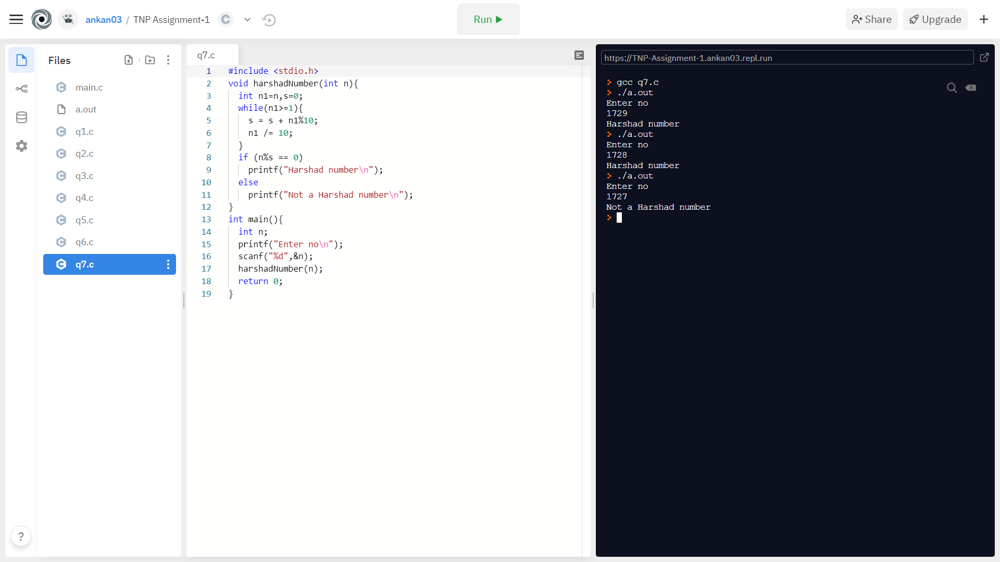 ankan03 / TNP Assignment-1 C
Run
Share
Upgrade
Files
main.c
a.out
q1.c
q2.c
q3.c
q4.c
q5.c
q6.c
q7.c
?
q7.c
1 #include <stdio.h>
2 void harshadNumber(int n){
3 int n1=n,s=0;
4 while(n1>=1){
5 s = s + n1%10;
6 n1 /= 10;
7 }
8 if (n%s == 0)
9 printf("Harshad number\n");
10 else
11 printf("Not a Harshad number\n");
12 }
13 int main(){
14 int n;
15 printf("Enter no\n");
16 scanf("%d",&n);
17 harshadNumber(n);
18 return 0;
19 }
https://TNP-Assignment-1.ankan03.repl.run
> gcc q7.c
> ./a.out
Enter no
1729
Harshad number
> ./a.out
Enter no
1728
Harshad number
> ./a.out
Enter no
1727
Not a Harshad number
>